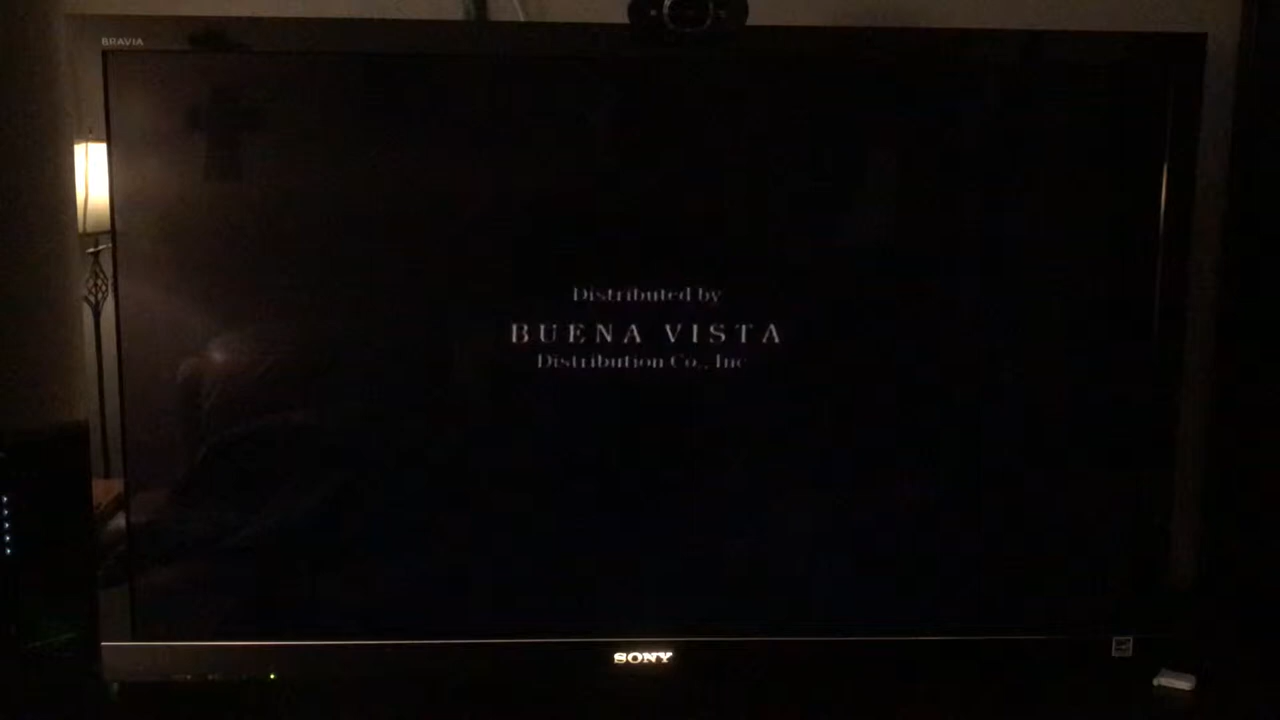 BRAVIA
Distributed by
BUENA VISTA
Distribution Co., Inc
SONY